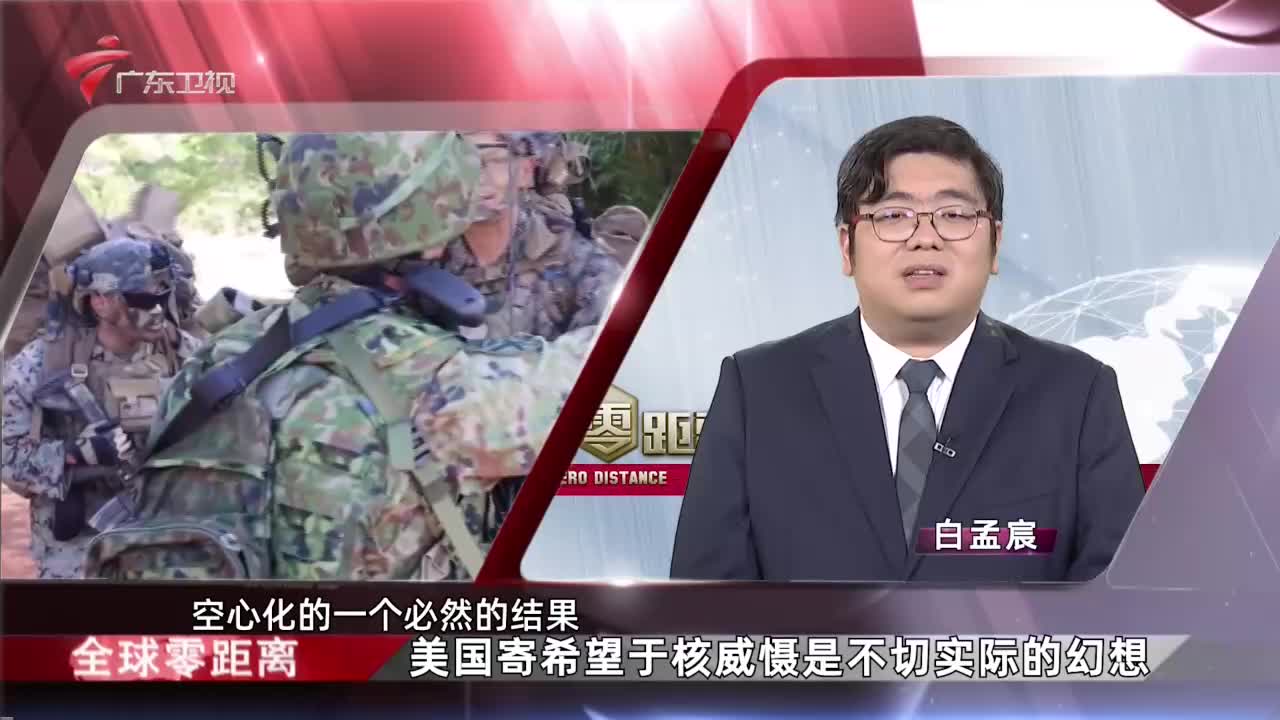 广东卫视
零距
ERO DISTANCE
白孟宸
空心化的一个必然的结果
全球零距离
美国寄希望于核威慑是不切实际的幻想